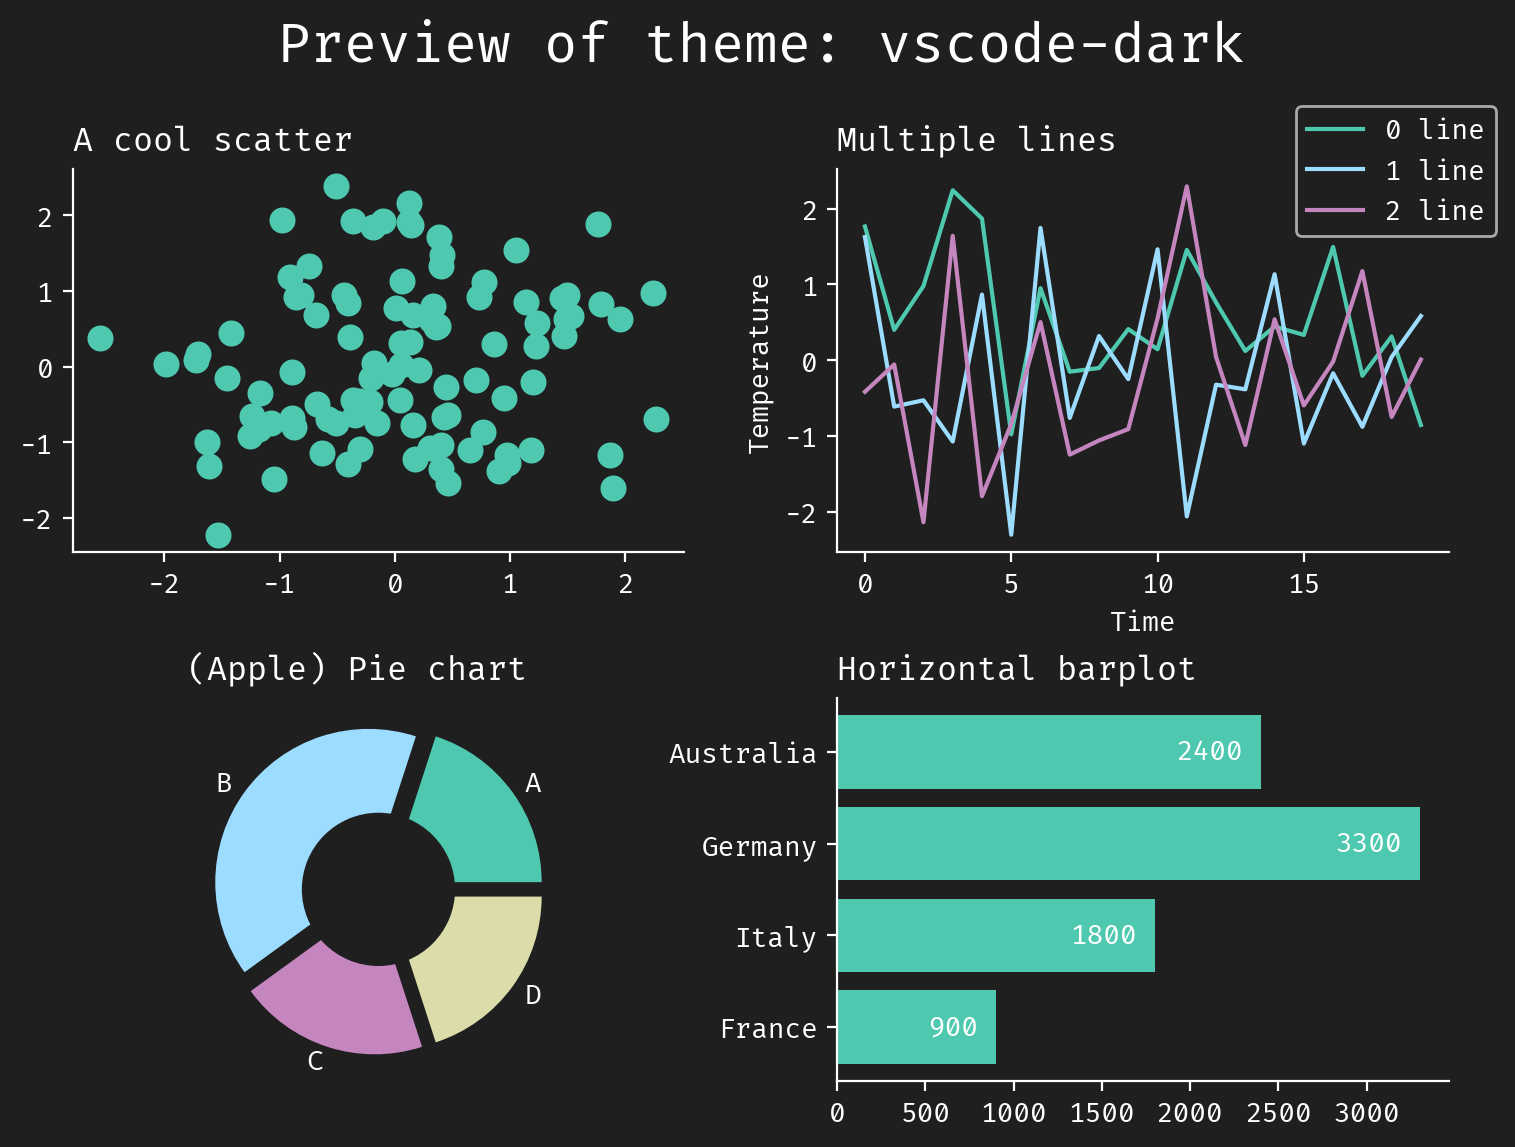 Preview of theme: vscode-dark
A cool scatter
2
1
0
−1
−2
−2 −1 0 1 2
Multiple lines
0 line
1 line
2 line
Temperature
2
1
0
−1
−2
0 5 10 15
Time
(Apple) Pie chart
B
A
D
C
Horizontal barplot
Australia 2400
Germany 3300
Italy 1800
France 900
0 500 1000 1500 2000 2500 3000